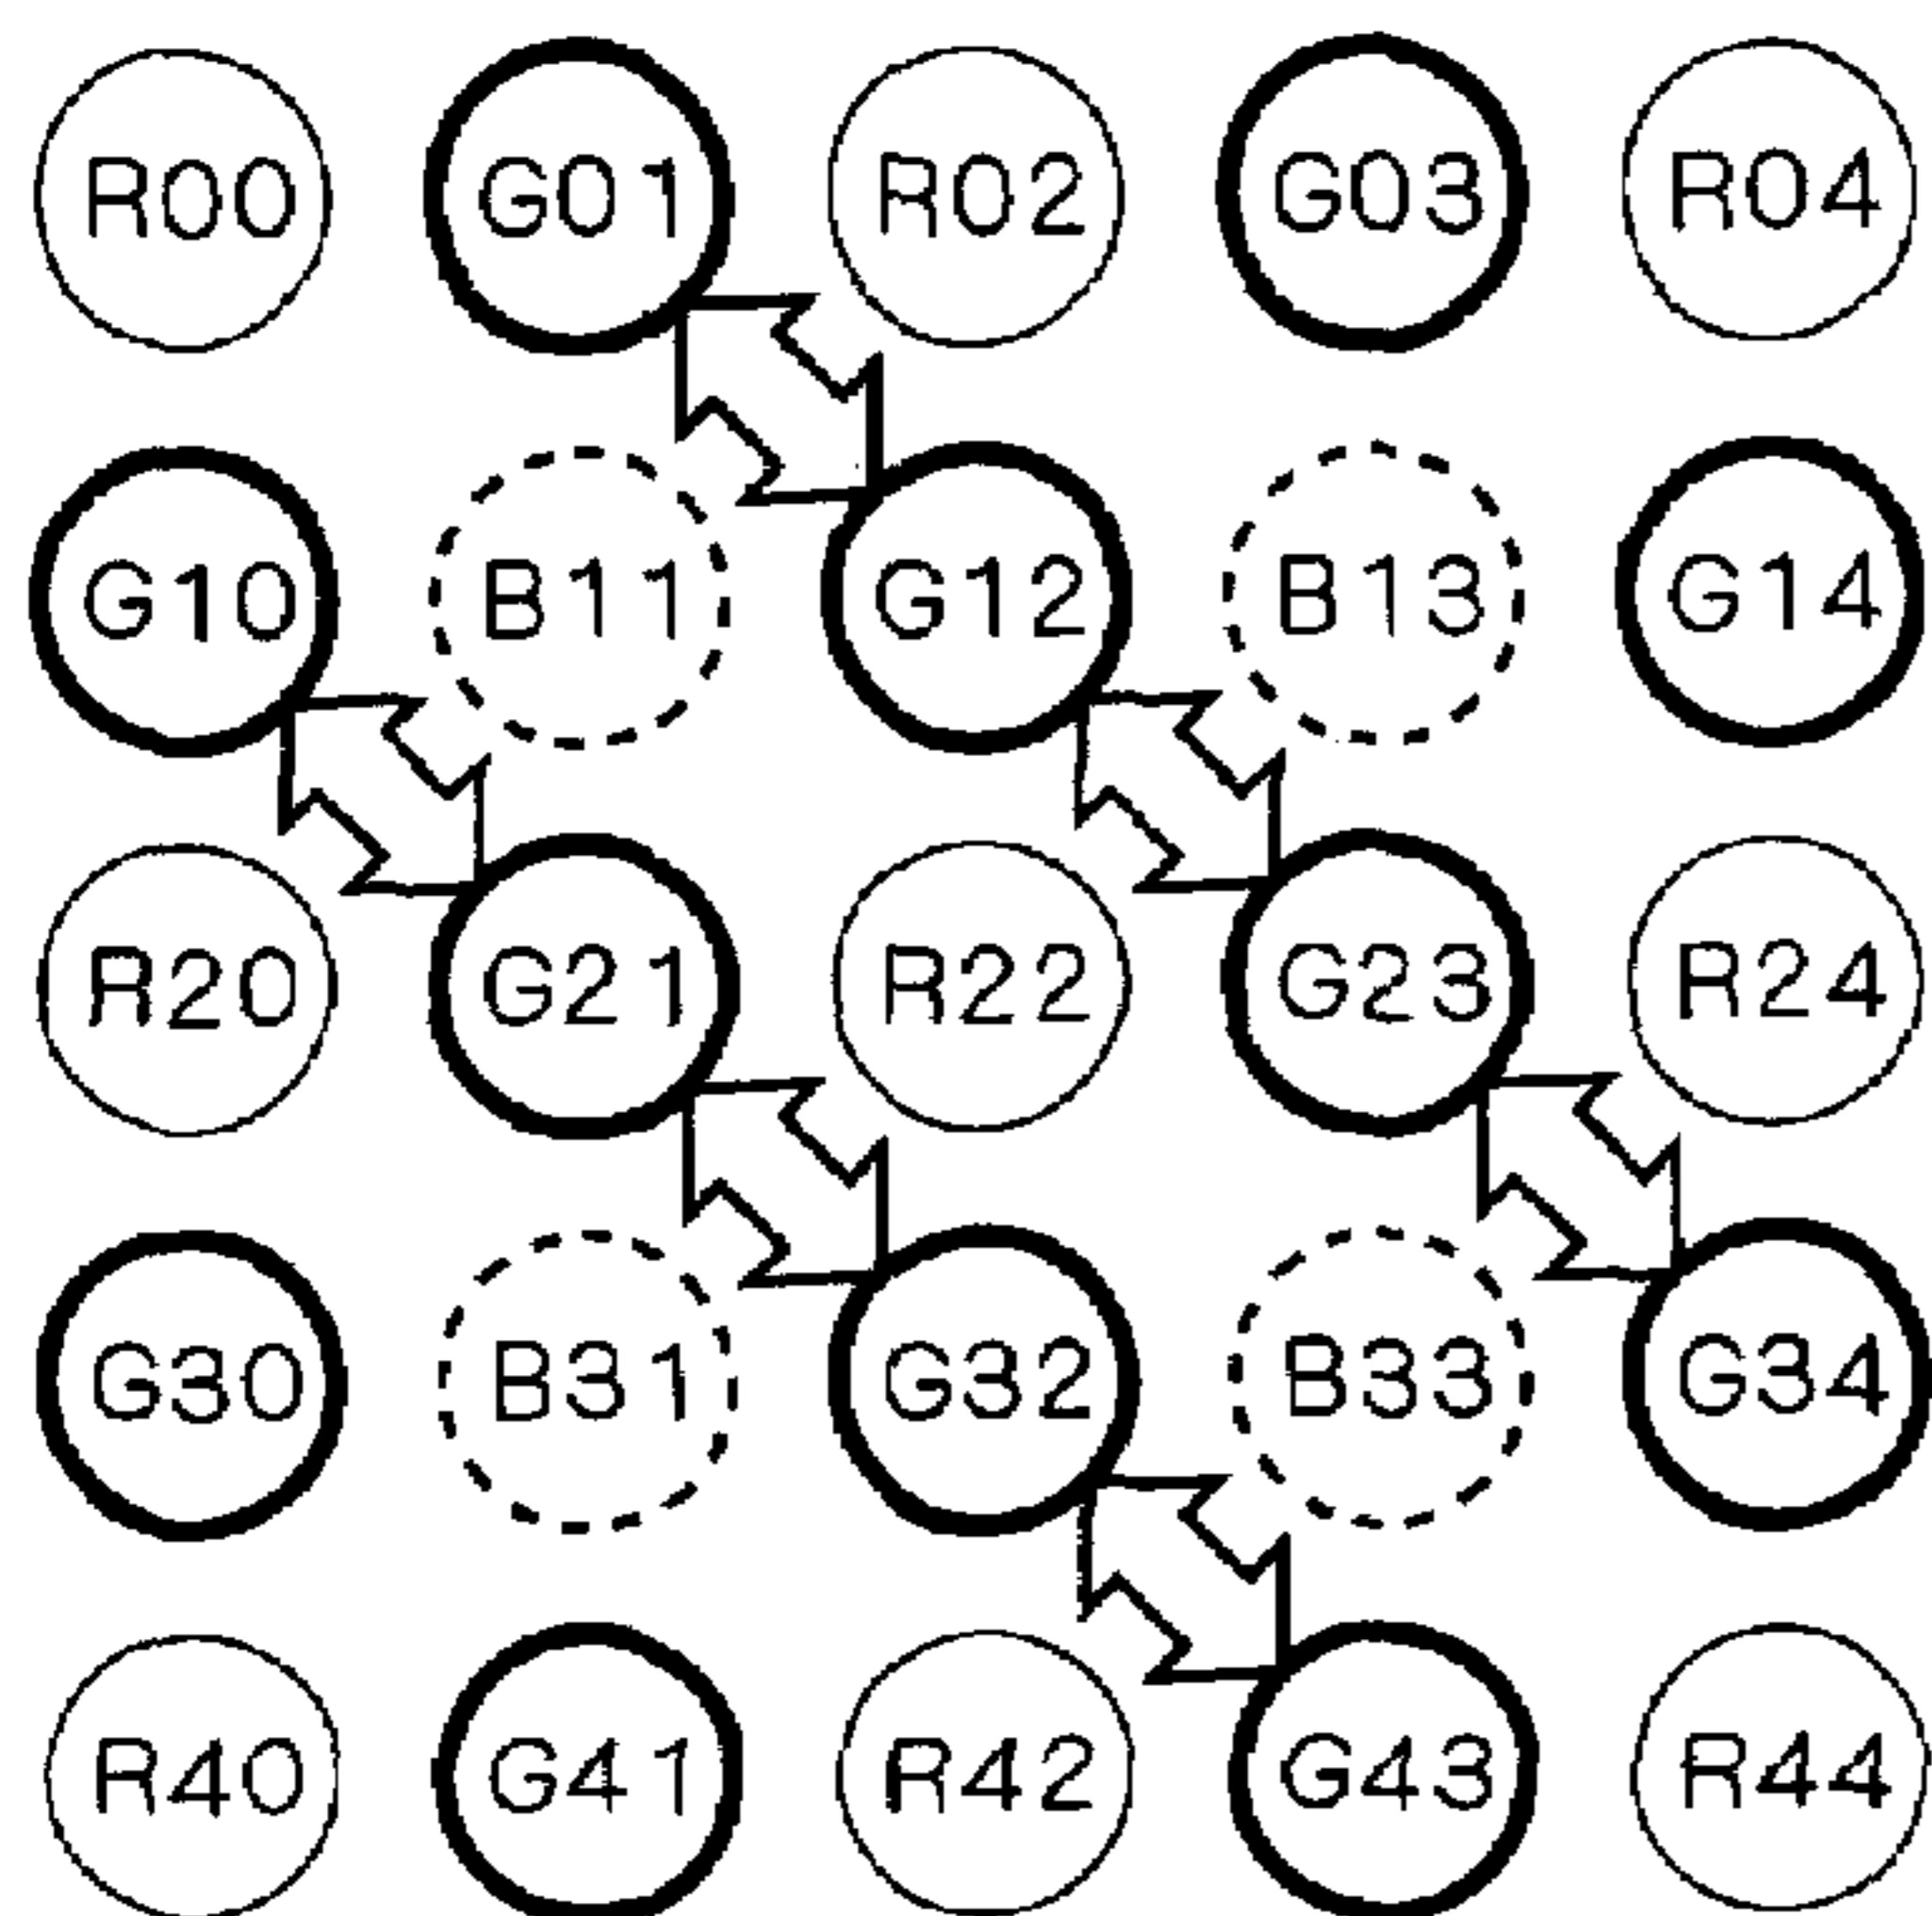 R00 G01 R02 G03 R04
G10 B11 G12 B13 G14
R20 G21 R22 G23 R24
G30 B31 G32 B33 G34
R40 G41 R42 G43 R44